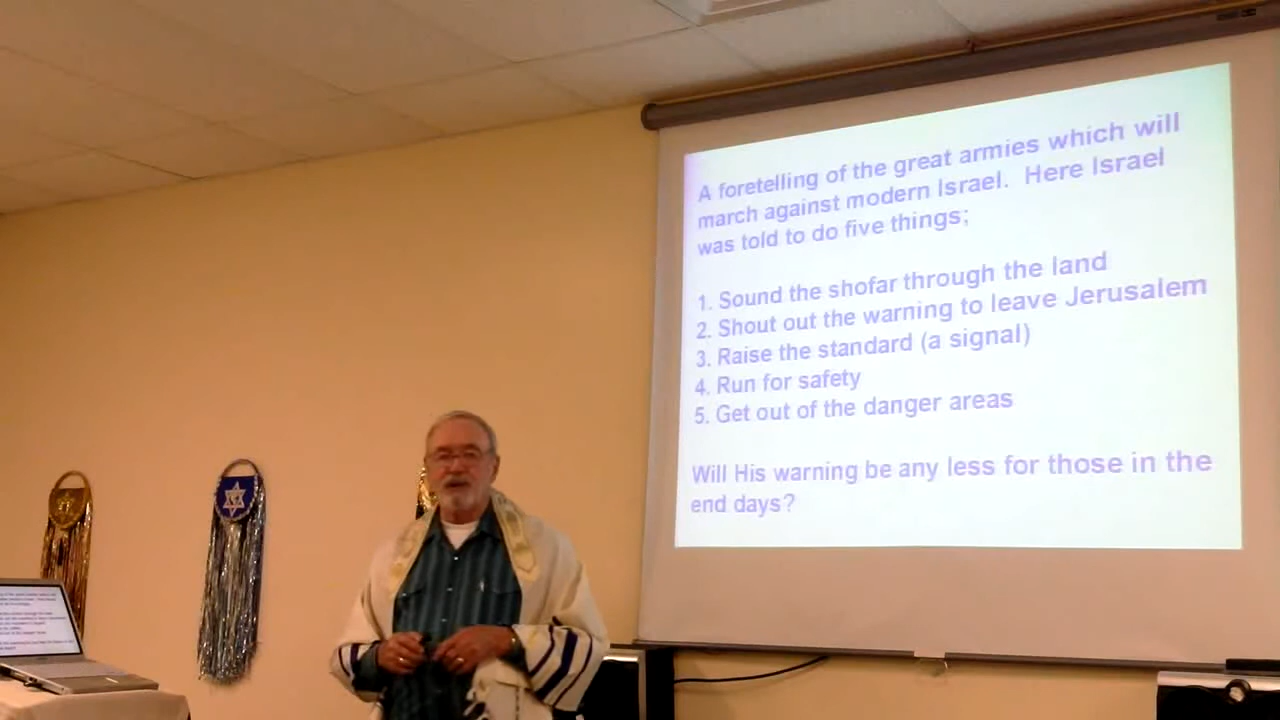 A foretelling of the great armies which will
march against modern Israel.  Here Israel
was told to do five things;
1. Sound the shofar through the land
2. Shout out the warning to leave Jerusalem
3. Raise the standard (a signal)
4. Run for safety
5. Get out of the danger areas
Will His warning be any less for those in the
end days?